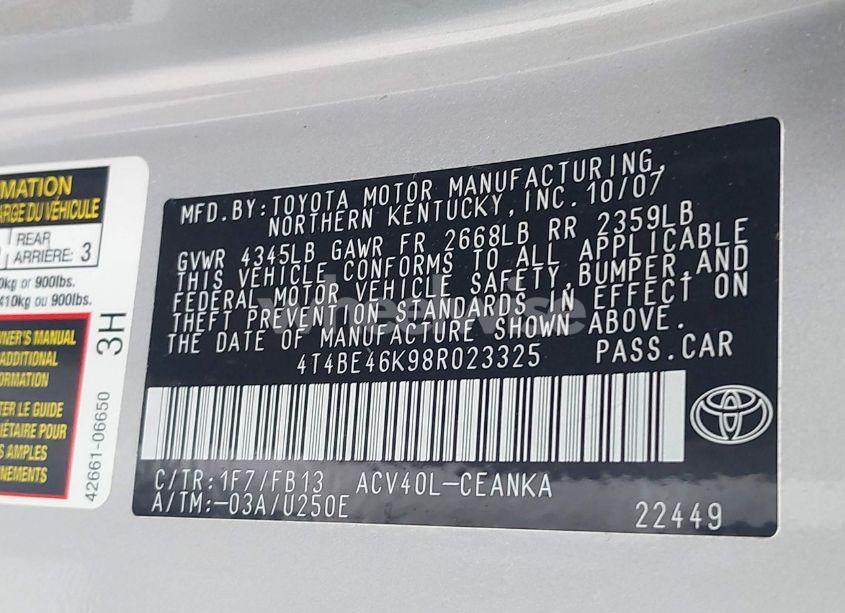 MATION
ARGE DU VÉHICULE
REAR
ARRIERE: 3
0kg or 900lbs.
410kg ou 900lbs.
NER'S MANUAL
ADDITIONAL
ORMATION
TER LE GUIDE
IÉTAIRE POUR
S AMPLES
NEMENTS
3H
42661-06650
MFD.BY:TOYOTA MOTOR MANUFACTURING,
NORTHERN KENTUCKY,INC.10/07
GVWR 4345LB GAWR FR 2668LB RR 2359LB
THIS VEHICLE CONFORMS TO ALL APPLICABLE
FEDERAL MOTOR VEHICLE SAFETY,BUMPER,AND
THEFT PREVENTION STANDARDS IN EFFECT ON
THE DATE OF MANUFACTURE SHOWN ABOVE.
4T4BE46K98R023325 PASS.CAR
C/TR:1F7/FB13 ACV40L-CEANKA
A/TM:-03A/U250E
22449
wheelwise